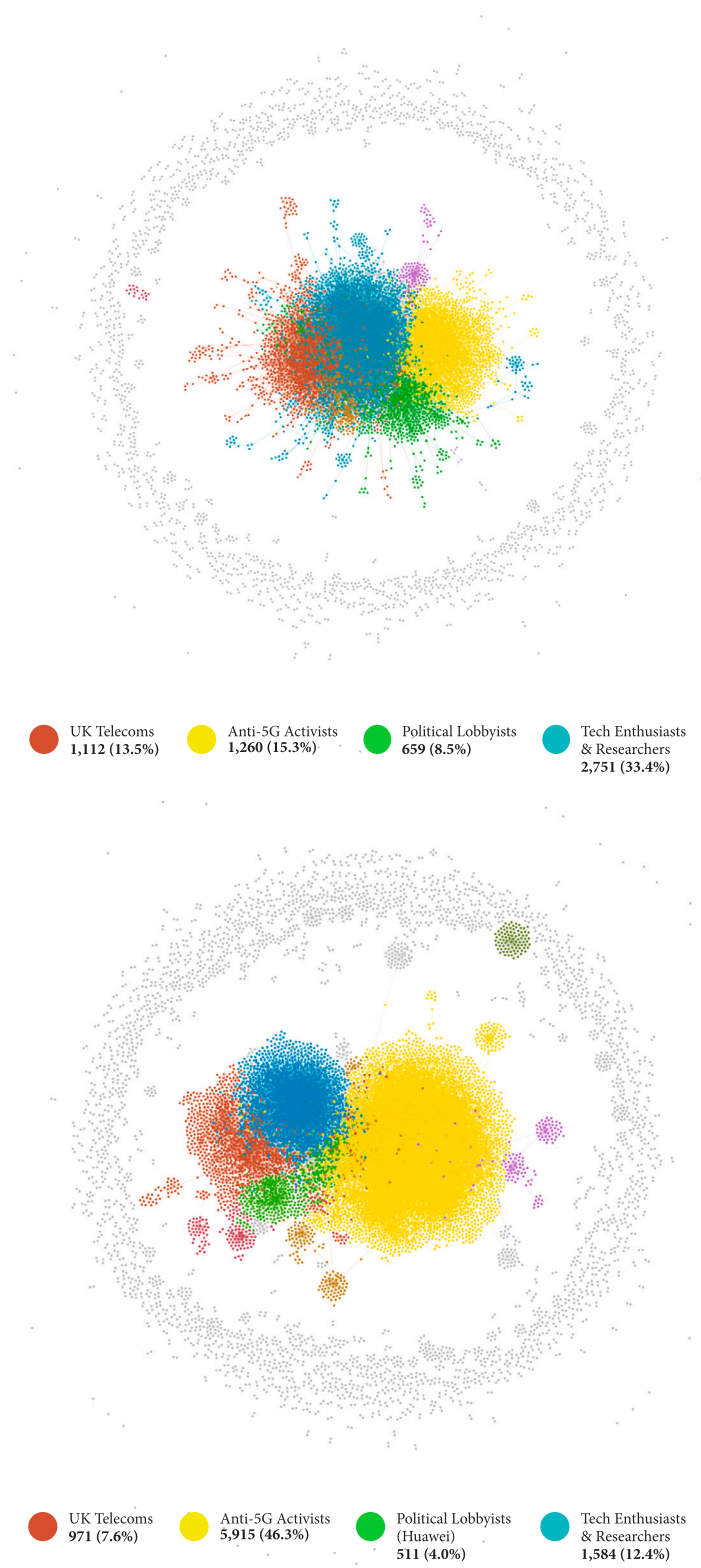 UK Telecoms
1,112 (13.5%)
Anti-5G Activists
1,260 (15.3%)
Political Lobbyists
659 (8.5%)
Tech Enthusiasts
& Researchers
2,751 (33.4%)
UK Telecoms
971 (7.6%)
Anti-5G Activists
5,915 (46.3%)
Political Lobbyists
(Huawei)
511 (4.0%)
Tech Enthusiasts
& Researchers
1,584 (12.4%)